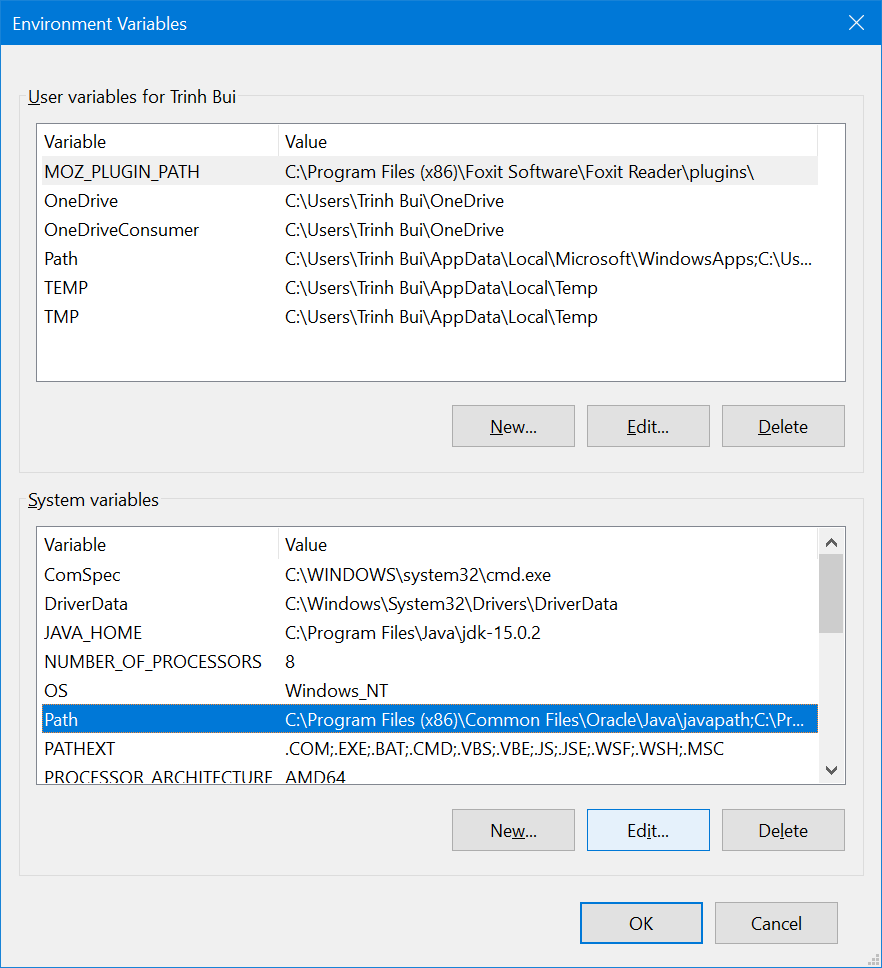 Environment Variables
User variables for Trinh Bui
Variable Value
MOZ_PLUGIN_PATH C:\Program Files (x86)\Foxit Software\Foxit Reader\plugins\
OneDrive C:\Users\Trinh Bui\OneDrive
OneDriveConsumer C:\Users\Trinh Bui\OneDrive
Path C:\Users\Trinh Bui\AppData\Local\Microsoft\WindowsApps;C:\Us...
TEMP C:\Users\Trinh Bui\AppData\Local\Temp
TMP C:\Users\Trinh Bui\AppData\Local\Temp
New... Edit... Delete
System variables
Variable Value
ComSpec C:\WINDOWS\system32\cmd.exe
DriverData C:\Windows\System32\Drivers\DriverData
JAVA_HOME C:\Program Files\Java\jdk-15.0.2
NUMBER_OF_PROCESSORS 8
OS Windows_NT
Path C:\Program Files (x86)\Common Files\Oracle\Java\javapath;C:\Pr...
PATHEXT .COM;.EXE;.BAT;.CMD;.VBS;.VBE;.JS;.JSE;.WSF;.WSH;.MSC
PROCESSOR_ARCHITECTURE AMD64
New... Edit... Delete
OK Cancel